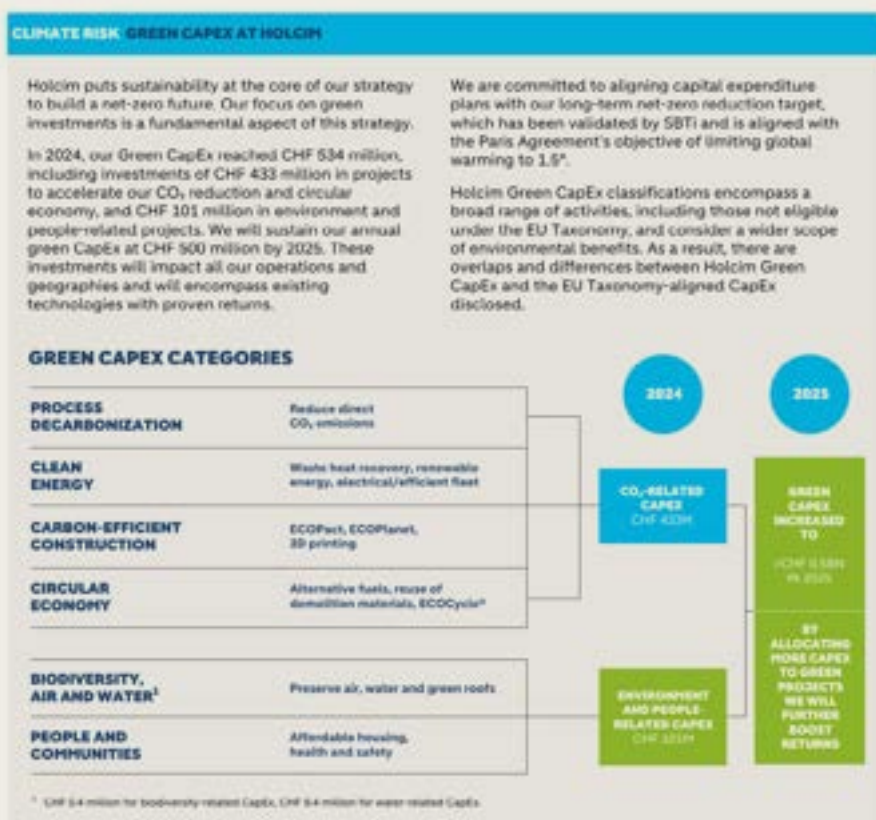 CLIMATE RISK GREEN CAPEX AT HOLCIM
Holcim puts sustainability at the core of our strategy
to build a net-zero future. Our focus on green
investments is a fundamental aspect of this strategy.
In 2024, our Green CapEx reached CHF 534 million,
including investments of CHF 433 million in projects
to accelerate our CO₂ reduction and circular
economy, and CHF 101 million in environment and
people-related projects. We will sustain our annual
green CapEx at CHF 500 million by 2025. These
investments will impact all our operations and
geographies and will encompass existing
technologies with proven returns.
We are committed to aligning capital expenditure
plans with our long-term net-zero reduction target,
which has been validated by SBTi and is aligned with
the Paris Agreement's objective of limiting global
warming to 1.5°.
Holcim Green CapEx classifications encompass a
broad range of activities, including those not eligible
under the EU Taxonomy, and consider a wider scope
of environmental benefits. As a result, there are
overlaps and differences between Holcim Green
CapEx and the EU Taxonomy-aligned CapEx
disclosed.
GREEN CAPEX CATEGORIES
2024
2025
PROCESS
DECARBONIZATION
Reduce direct
CO₂ emissions
CLEAN
ENERGY
Waste heat recovery, renewable
energy, electrical/efficient fleet
CARBON-EFFICIENT
CONSTRUCTION
ECOPact, ECOPlanet,
3D printing
CIRCULAR
ECONOMY
Alternative fuels, reuse of
demolition materials, ECOCycle®
BIODIVERSITY,
AIR AND WATER¹
Preserve air, water and green roofs
PEOPLE AND
COMMUNITIES
Affordable housing,
health and safety
CO₂-RELATED
CAPEX
CHF 433M
ENVIRONMENT
AND PEOPLE-
RELATED CAPEX
CHF 101M
GREEN
CAPEX
INCREASED
TO
IN 2025
BY
ALLOCATING
MORE CAPEX
TO GREEN
PROJECTS
WE WILL
FURTHER
BOOST
RETURNS
million for biodiversity-related CapEx, CHF million for water-related CapEx